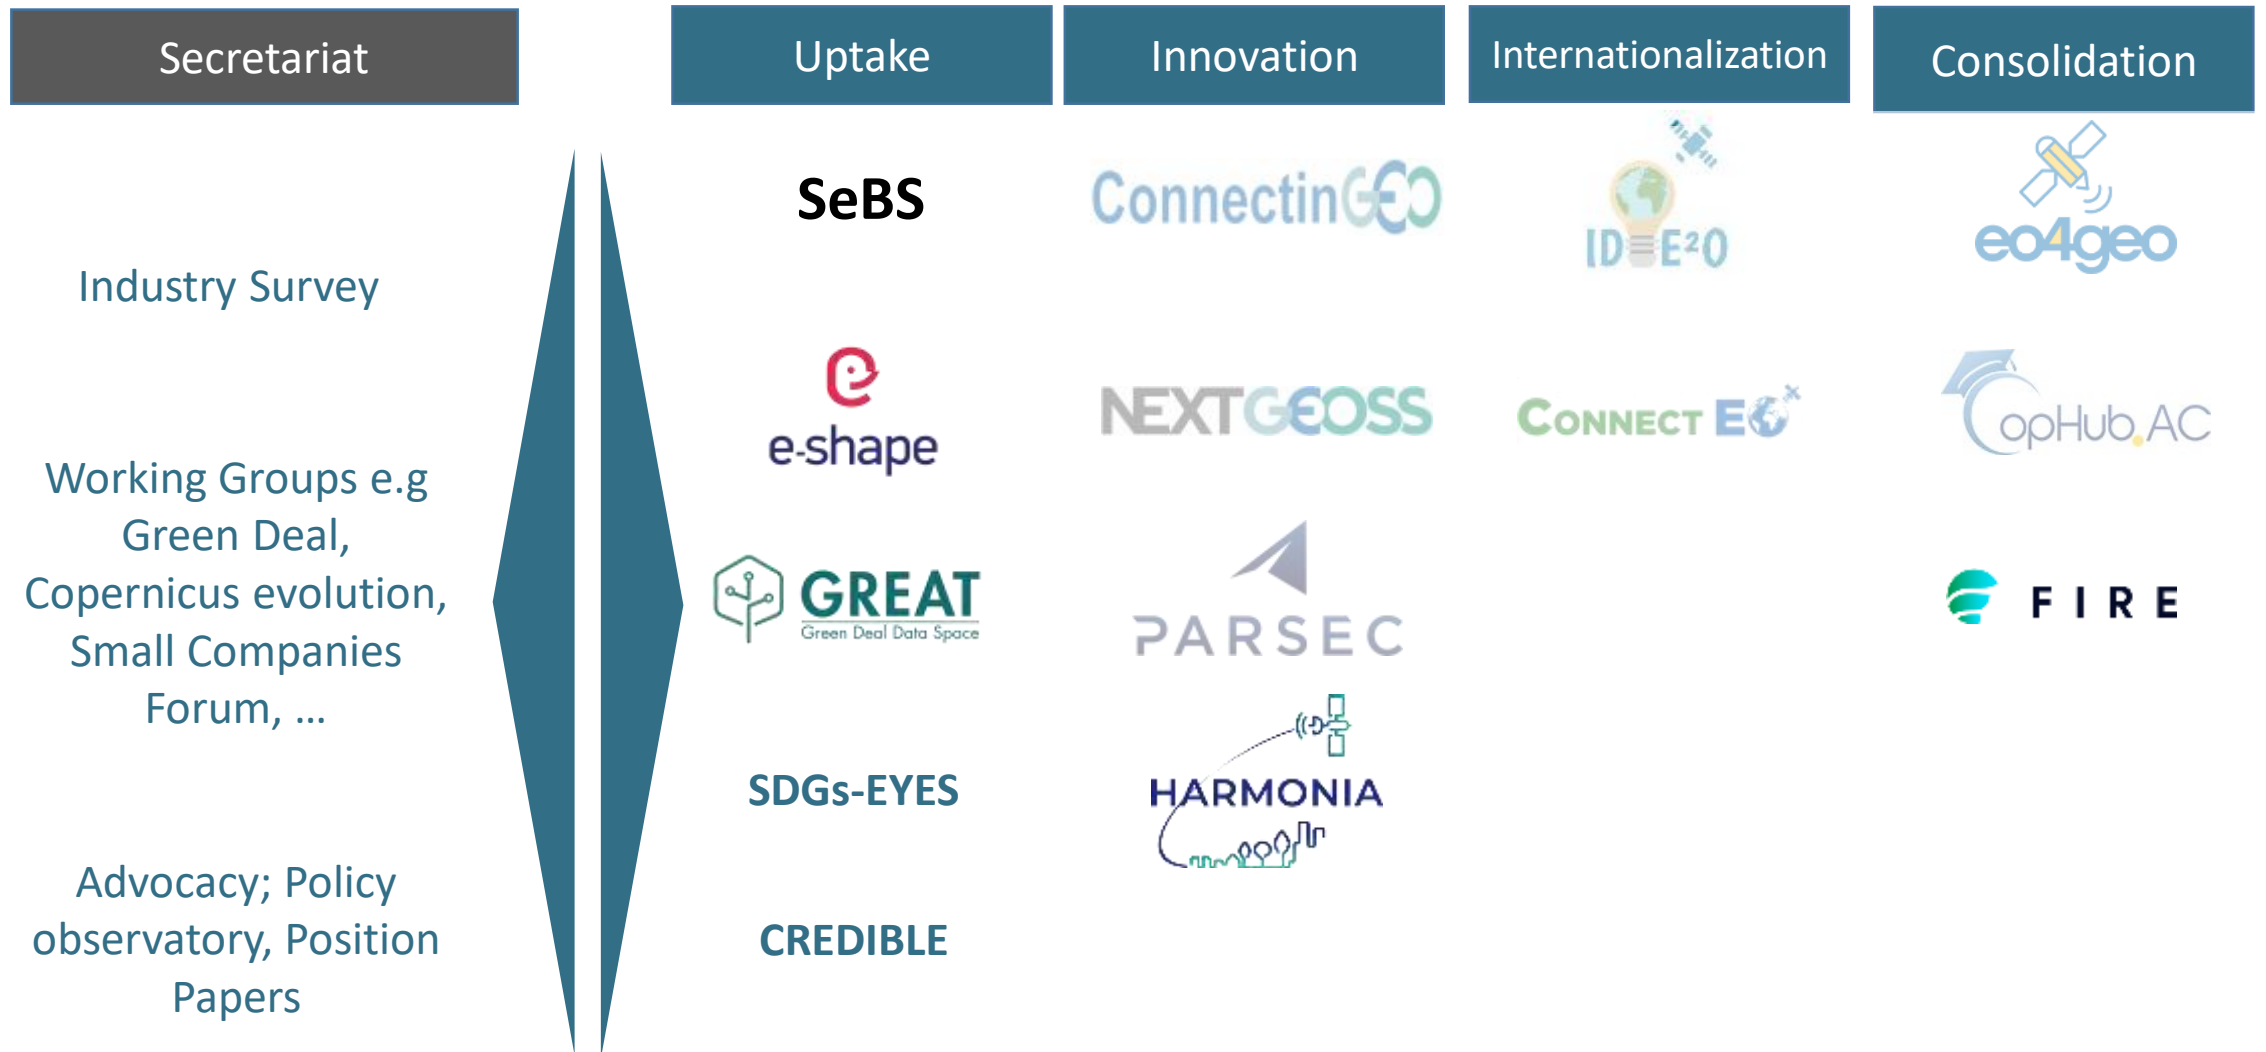 Secretariat
Uptake
Innovation
Internationalization
Consolidation
Industry Survey
Working Groups e.g
Green Deal,
Copernicus evolution,
Small Companies
Forum, ...
Advocacy; Policy
observatory, Position
Papers
SeBS
e-shape
GREAT
Green Deal Data Space
SDGs-EYES
CREDIBLE
ConnectinGEO
NEXTGEOSS
PARSEC
HARMONIA
IDEE²O
CONNECT EO
eo4geo
CopHub.AC
FIRE